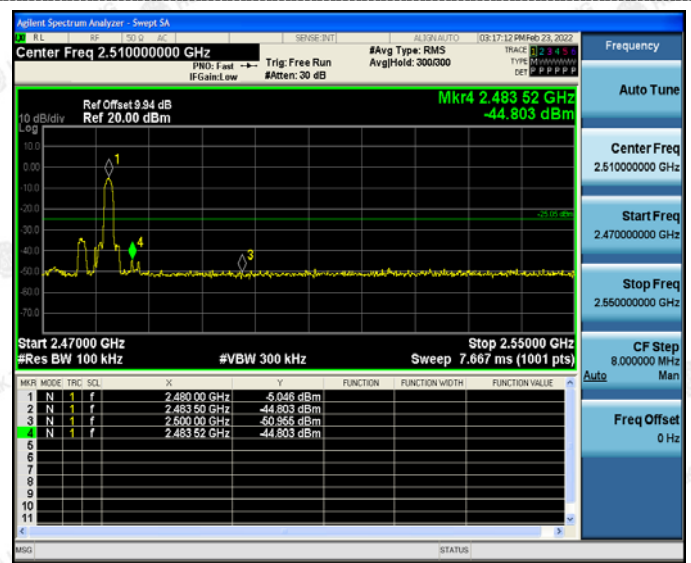 Agilent Spectrum Analyzer - Swept SA
RL RF 50 Ω AC SENSE:INT ALIGNAUTO 03:17:12 PM Feb 23, 2022
Center Freq 2.510000000 GHz
PNO: Fast
IFGain:Low
Trig: Free Run
#Atten: 30 dB
#Avg Type: RMS
Avg|Hold: 300/300
TRACE 1 2 3 4 5 6
TYPE MWWWWW
DET P P P P P P
Ref Offset 9.94 dB
Ref 20.00 dBm
10 dB/div
Log
Mkr4 2.483 52 GHz
-44.803 dBm
10.0
0.00
-10.0
-20.0
-30.0
-40.0
-50.0
-60.0
-70.0
1
4
3
-25.05 dBm
Start 2.47000 GHz
Stop 2.55000 GHz
#Res BW 100 kHz
#VBW 300 kHz
Sweep 7.667 ms (1001 pts)
MKR MODE TRC SCL X Y FUNCTION FUNCTION WIDTH FUNCTION VALUE
1 N 1 f 2.480 00 GHz -5.046 dBm
2 N 1 f 2.483 50 GHz -44.803 dBm
3 N 1 f 2.500 00 GHz -50.955 dBm
4 N 1 f 2.483 52 GHz -44.803 dBm
5
6
7
8
9
10
11
MSG
STATUS
Frequency
Auto Tune
Center Freq
2.510000000 GHz
Start Freq
2.470000000 GHz
Stop Freq
2.550000000 GHz
CF Step
8.000000 MHz
Auto Man
Freq Offset
0 Hz